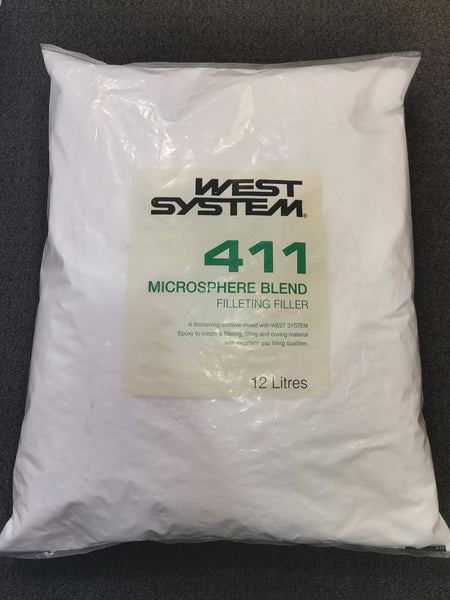 WEST
SYSTEM®
411
MICROSPHERE BLEND
FILLETING FILLER
A thickening additive mixed with WEST SYSTEM
Epoxy to create a filleting, filling and coving material
with excellent gap filling qualities.
12 Litres